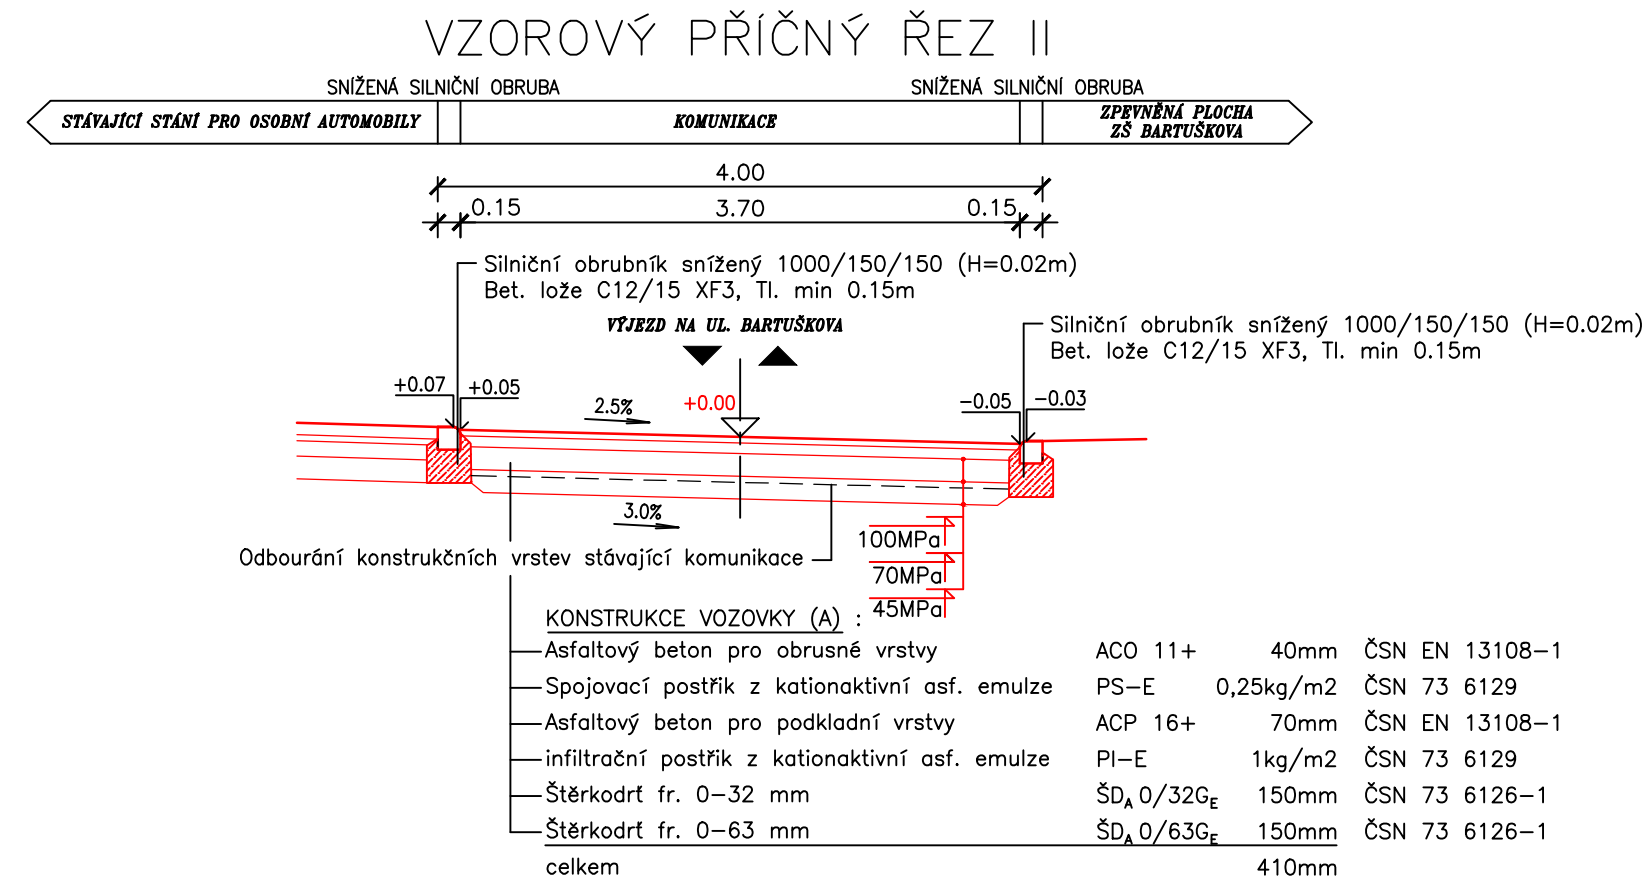 VZOROVÝ PŘÍČNÝ ŘEZ II
SNÍŽENÁ SILNIČNÍ OBRUBA
SNÍŽENÁ SILNIČNÍ OBRUBA
STÁVAJÍCÍ STÁNÍ PRO OSOBNÍ AUTOMOBILY
KOMUNIKACE
ZPEVNĚNÁ PLOCHA
ZŠ BARTUŠKOVA
4.00
0.15 3.70 0.15
Silniční obrubník snížený 1000/150/150 (H=0.02m)
Bet. lože C12/15 XF3, Tl. min 0.15m
VÝJEZD NA UL. BARTUŠKOVA
Silniční obrubník snížený 1000/150/150 (H=0.02m)
Bet. lože C12/15 XF3, Tl. min 0.15m
+0.07 +0.05
2.5%
+0.00
-0.05 -0.03
3.0%
100MPa
70MPa
45MPa
Odbourání konstrukčních vrstev stávající komunikace
KONSTRUKCE VOZOVKY (A) :
Asfaltový beton pro obrusné vrstvy ACO 11+ 40mm ČSN EN 13108-1
Spojovací postřik z kationaktivní asf. emulze PS-E 0,25kg/m2 ČSN 73 6129
Asfaltový beton pro podkladní vrstvy ACP 16+ 70mm ČSN EN 13108-1
infiltrační postřik z kationaktivní asf. emulze PI-E 1kg/m2 ČSN 73 6129
Štěrkodrť fr. 0-32 mm ŠDA 0/32GE 150mm ČSN 73 6126-1
Štěrkodrť fr. 0-63 mm ŠDA 0/63GE 150mm ČSN 73 6126-1
celkem 410mm